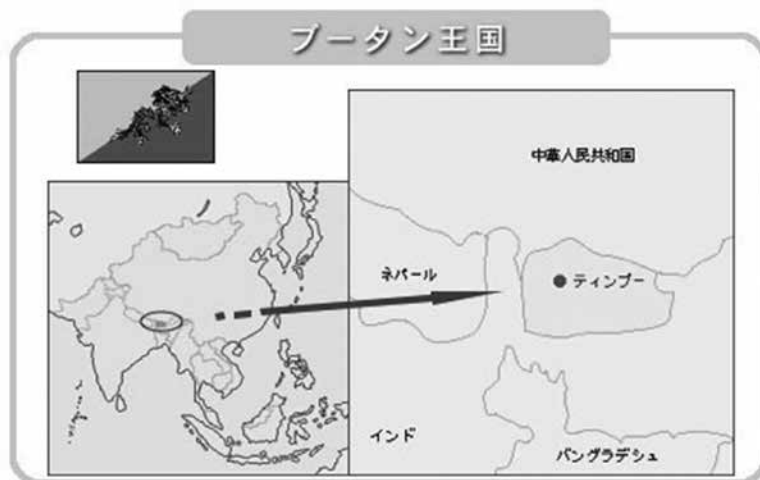 ブータン王国
中華人民共和国
ネパール
ティンプー
インド
バングラデシュ